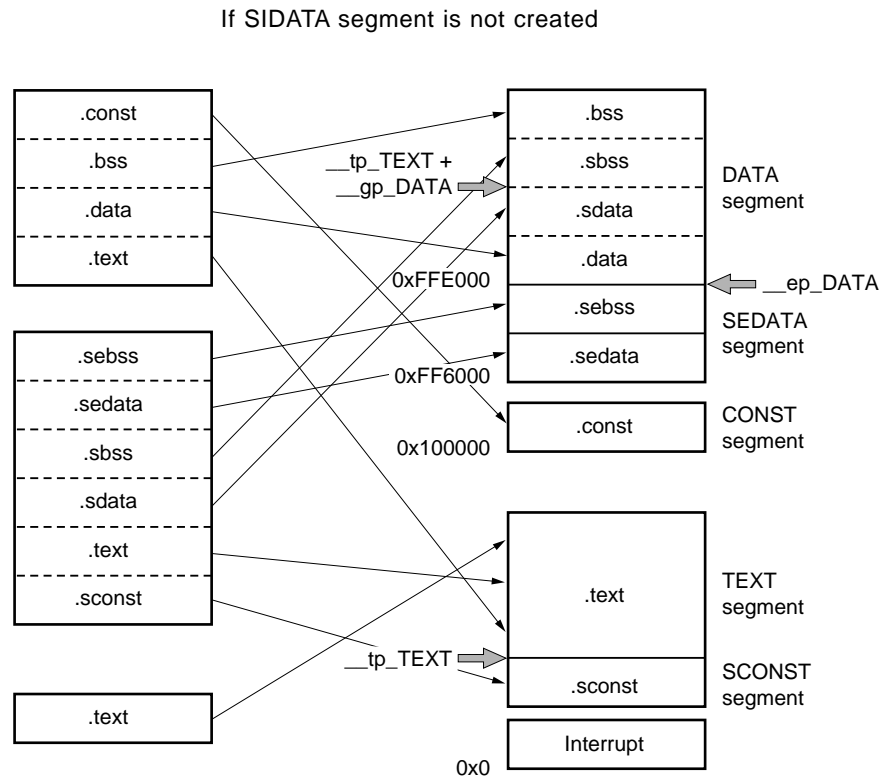 If SIDATA segment is not created
.const
.bss
.data
.text
.sebss
.sedata
.sbss
.sdata
.text
.sconst
.text
__tp_TEXT +
__gp_DATA
0xFFE000
0xFF6000
0x100000
__tp_TEXT
0x0
.bss
.sbss
.sdata
.data
.sebss
.sedata
.const
.text
.sconst
Interrupt
DATA
segment
__ep_DATA
SEDATA
segment
CONST
segment
TEXT
segment
SCONST
segment